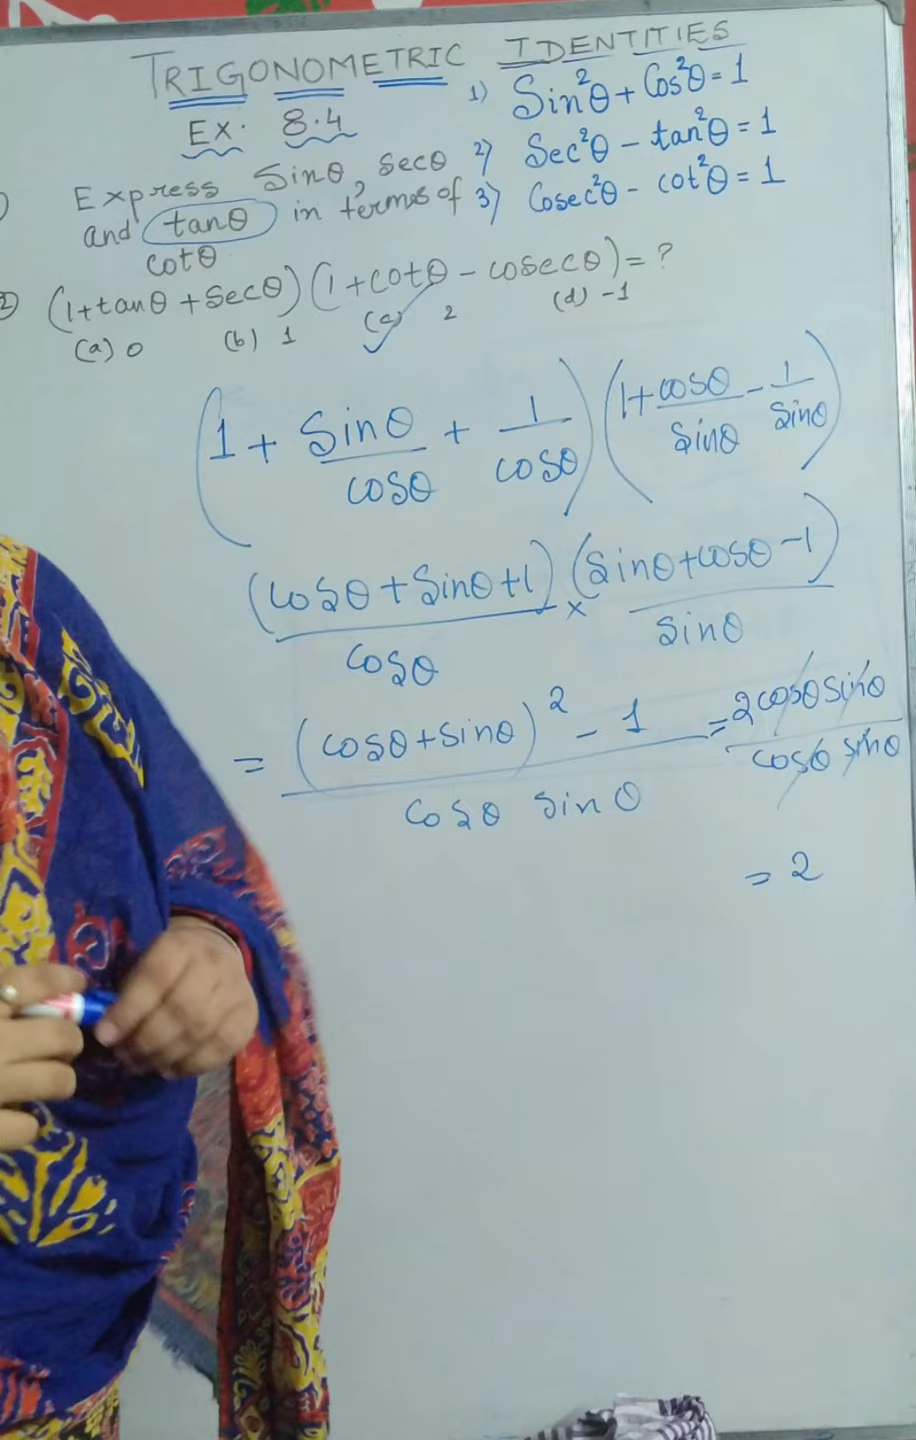 TRIGONOMETRIC IDENTITIES
Ex. 8.4
1) Sin²θ + Cos²θ = 1
2) Sec²θ - tan²θ = 1
3) Cosec²θ - cot²θ = 1
Express Sinθ, secθ
and tanθ in terms of
cotθ
2) (1+tanθ+secθ)(1+cotθ-cosecθ)=?
(a) 0 (b) 1 (c) 2 (d) -1
(1 + Sinθ/cosθ + 1/cosθ)(1+cosθ/sinθ - 1/sinθ)
(cosθ+sinθ+1)/cosθ × (sinθ+cosθ-1)/sinθ
= ((cosθ+sinθ)² - 1)/(cosθ sinθ) = 2cosθ sinθ/cosθ sinθ
= 2